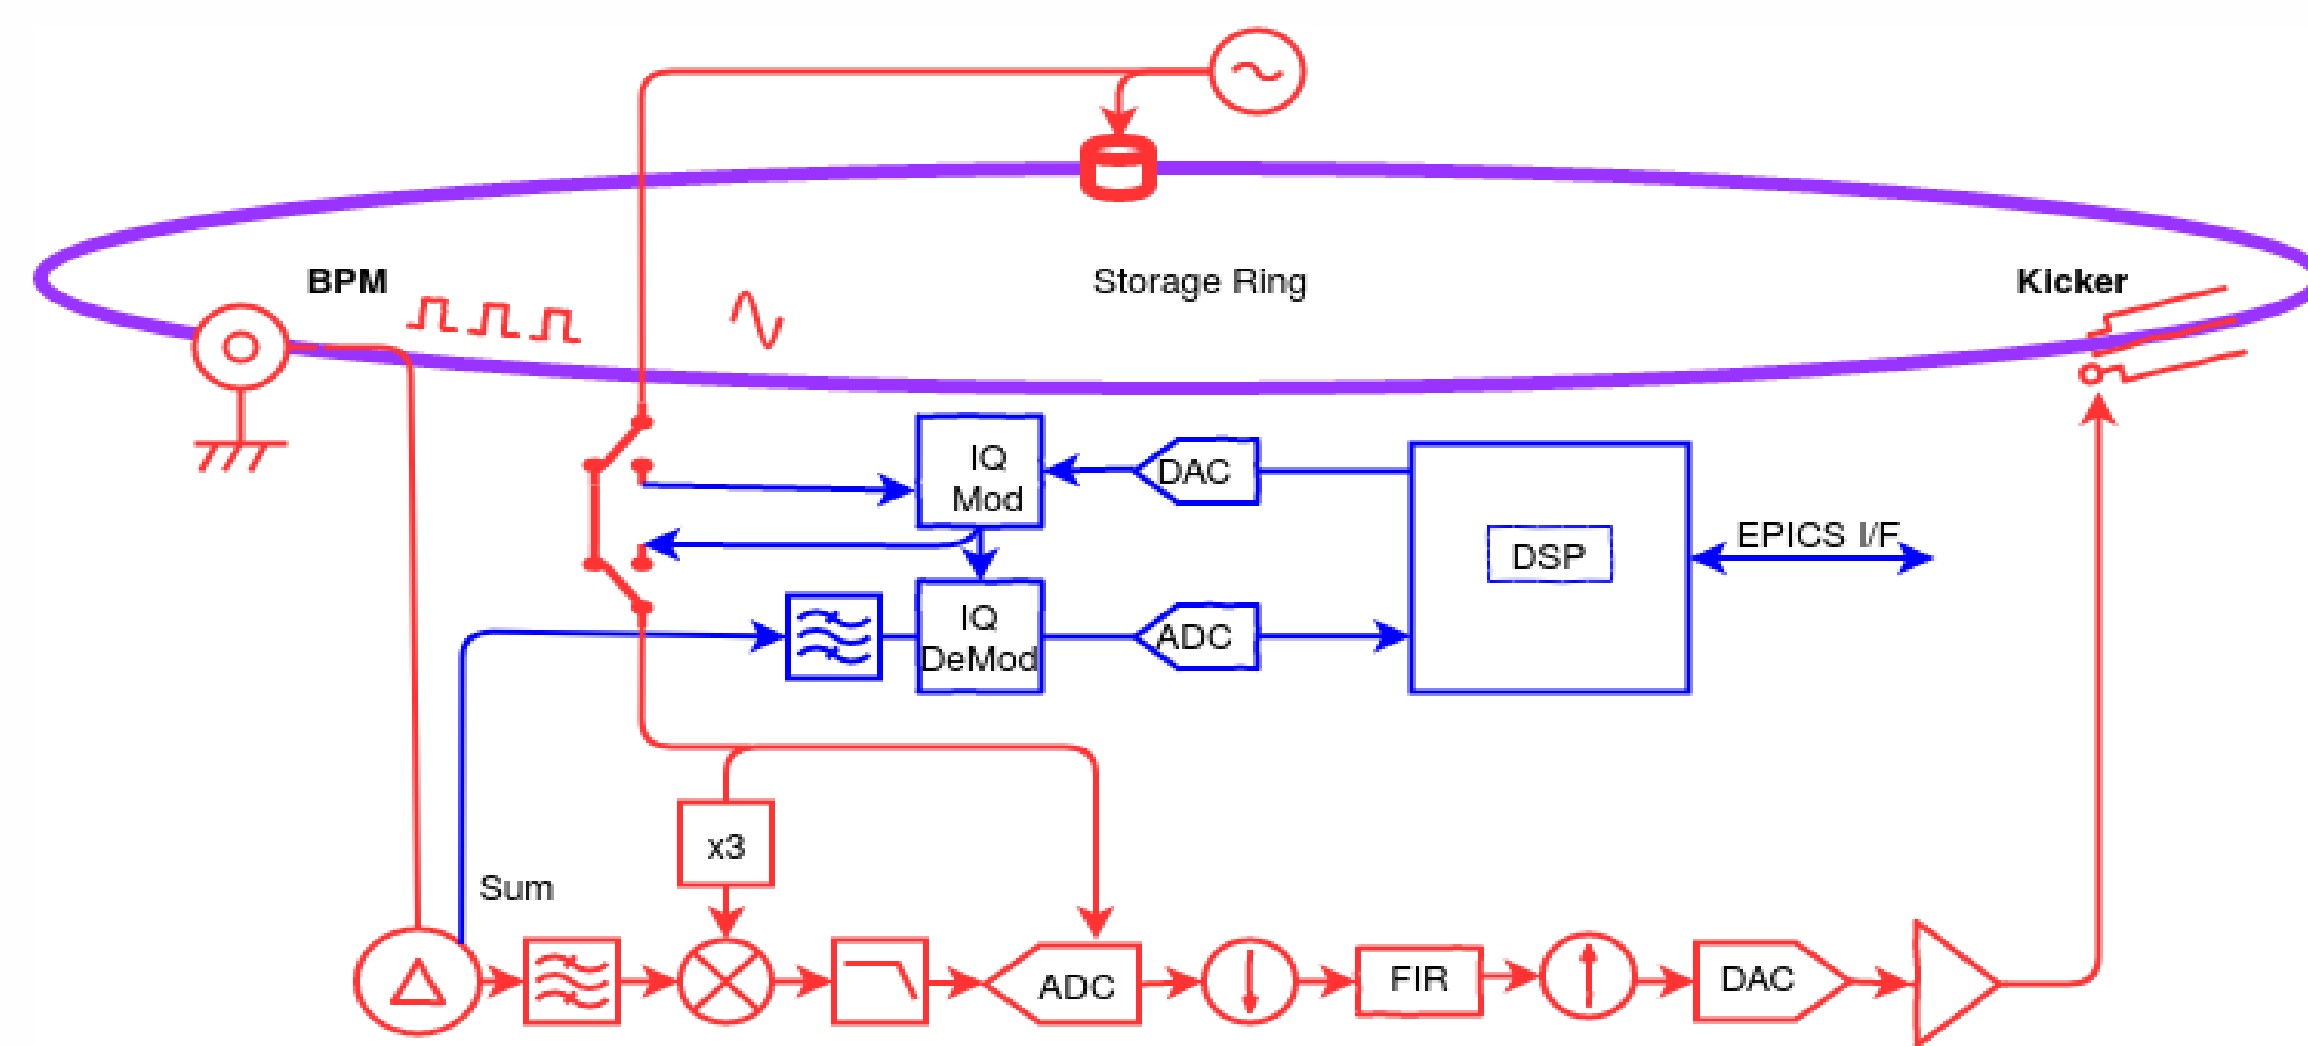 BPM
Storage Ring
Kicker
IQ
Mod
DAC
EPICS I/F
DSP
IQ
DeMod
ADC
x3
Sum
ADC
FIR
DAC